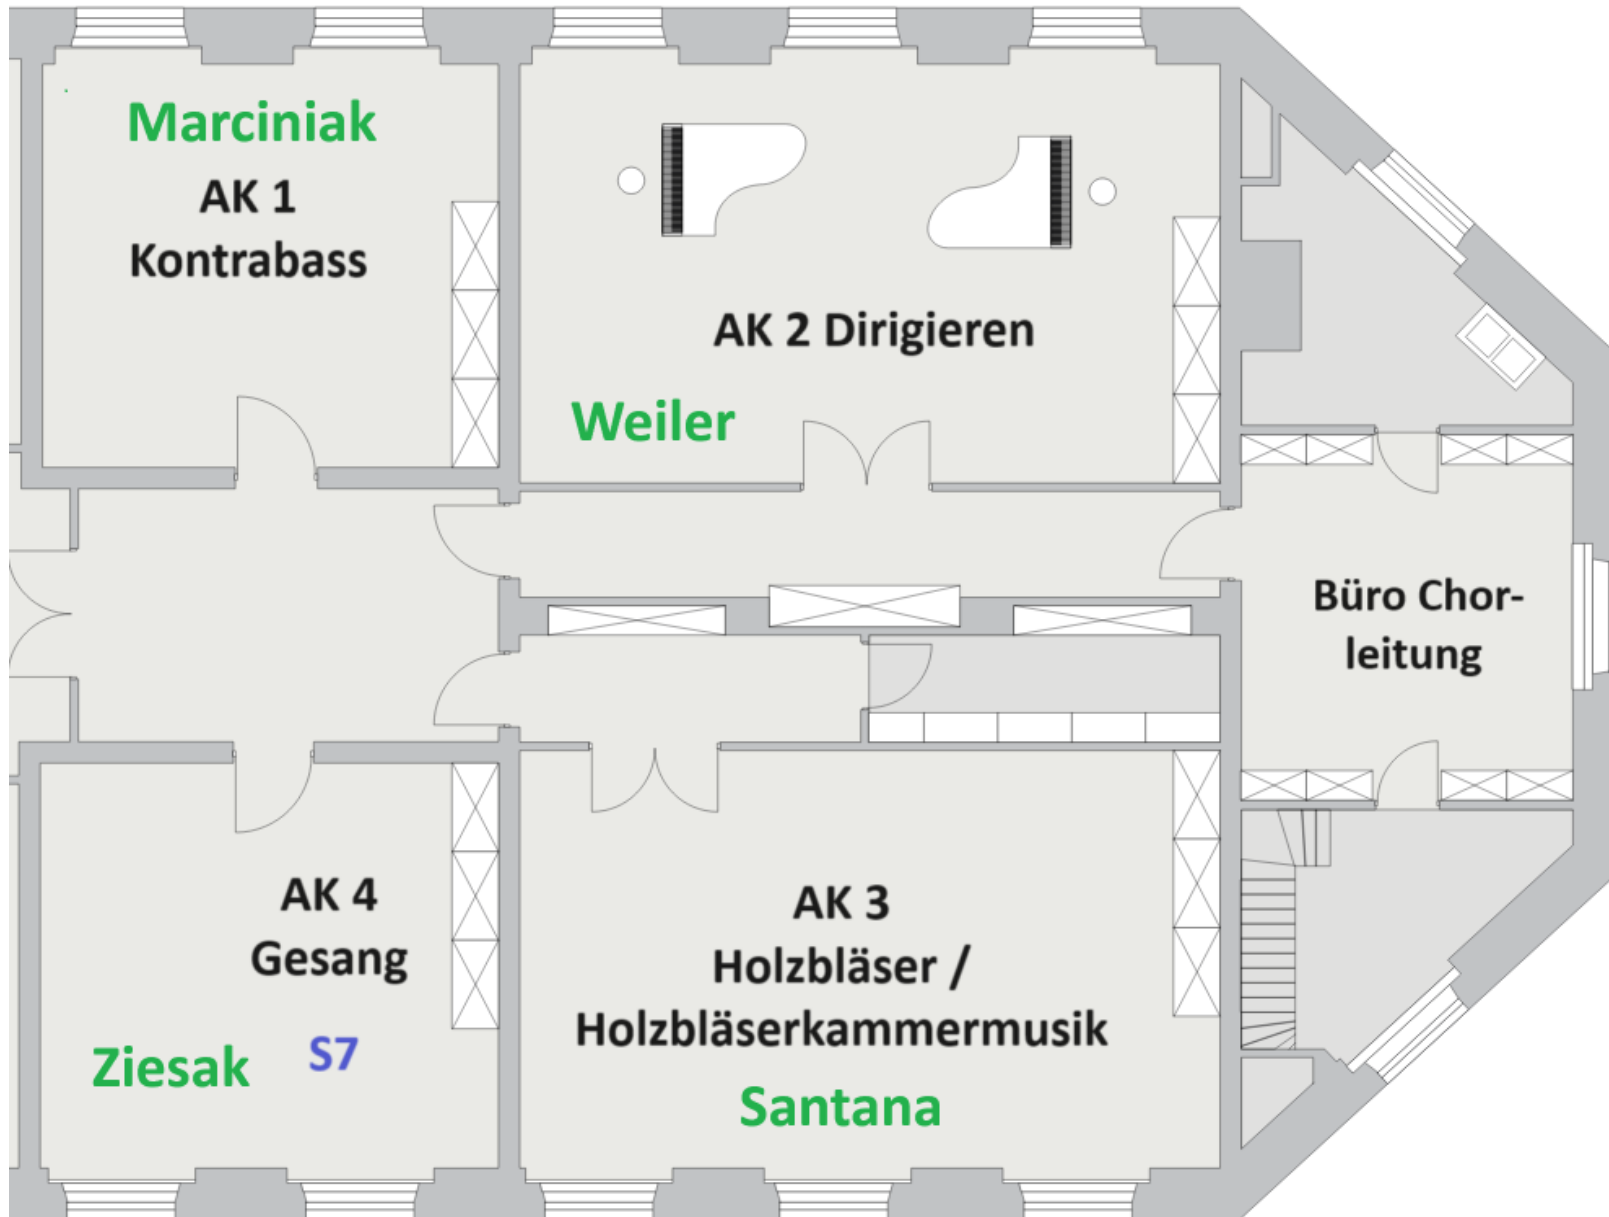 Marciniak
AK 1
Kontrabass
AK 2 Dirigieren
Weiler
Büro Chor-
leitung
AK 4
Gesang
Ziesak
S7
AK 3
Holzbläser /
Holzbläserkammermusik
Santana